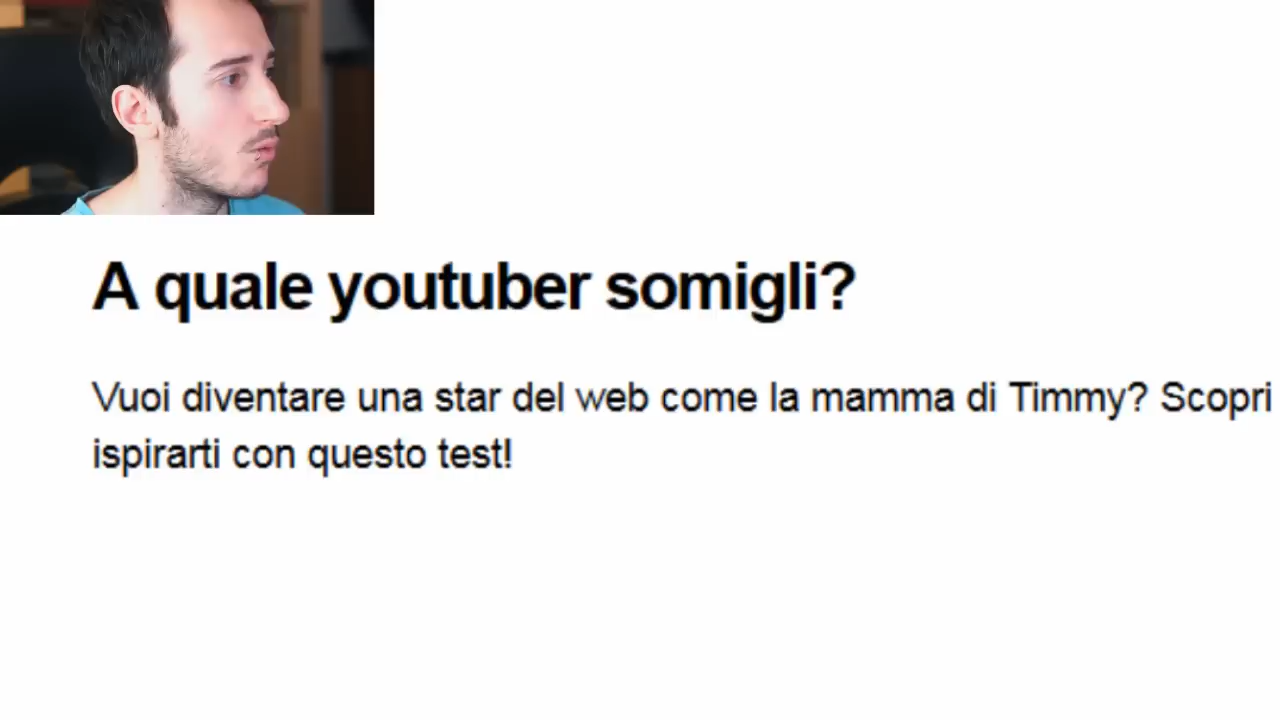 A quale youtuber somigli?
Vuoi diventare una star del web come la mamma di Timmy? Scopri
ispirarti con questo test!